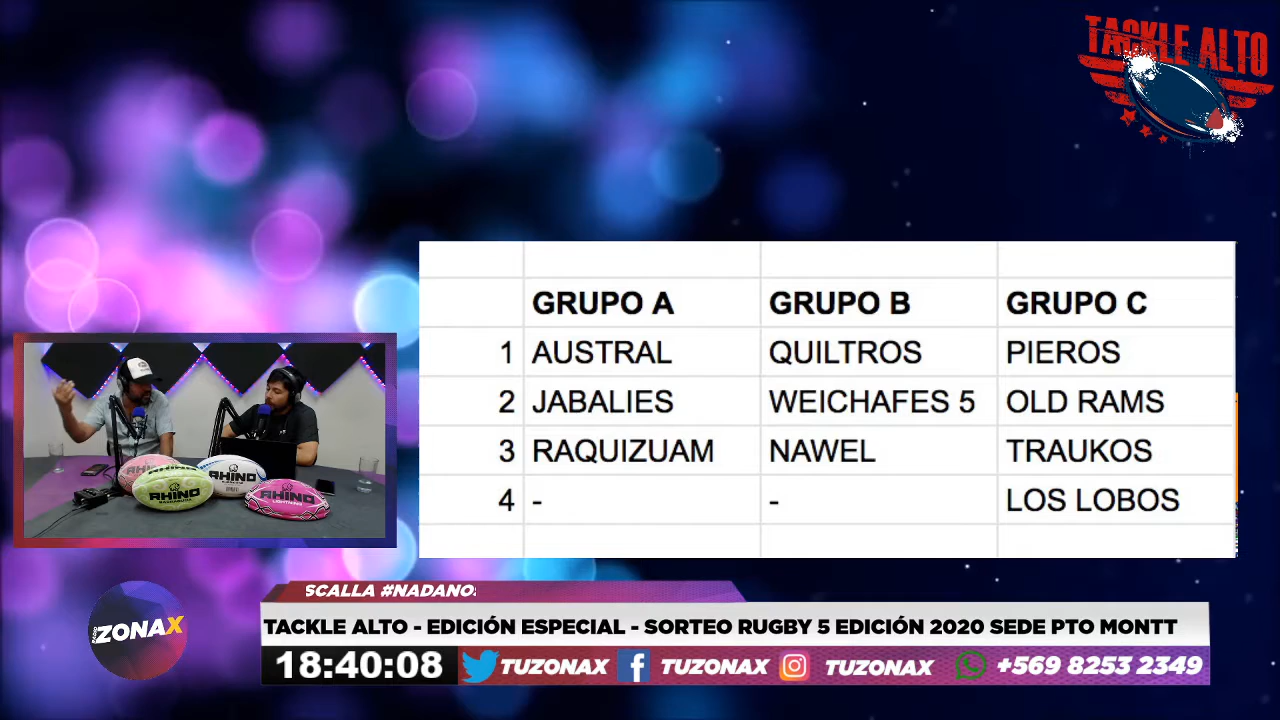 TACKLE ALTO
GRUPO A GRUPO B GRUPO C
1 AUSTRAL QUILTROS PIEROS
2 JABALIES WEICHAFES 5 OLD RAMS
3 RAQUIZUAM NAWEL TRAUKOS
4 - - LOS LOBOS
RHINO
RHINO
RHINO
RHINO
SCALLA #NADANO
TACKLE ALTO - EDICIÓN ESPECIAL - SORTEO RUGBY 5 EDICIÓN 2020 SEDE PTO MONTT
RADIO ZONAX
18:40:08 TUZONAX TUZONAX TUZONAX +569 8253 2349